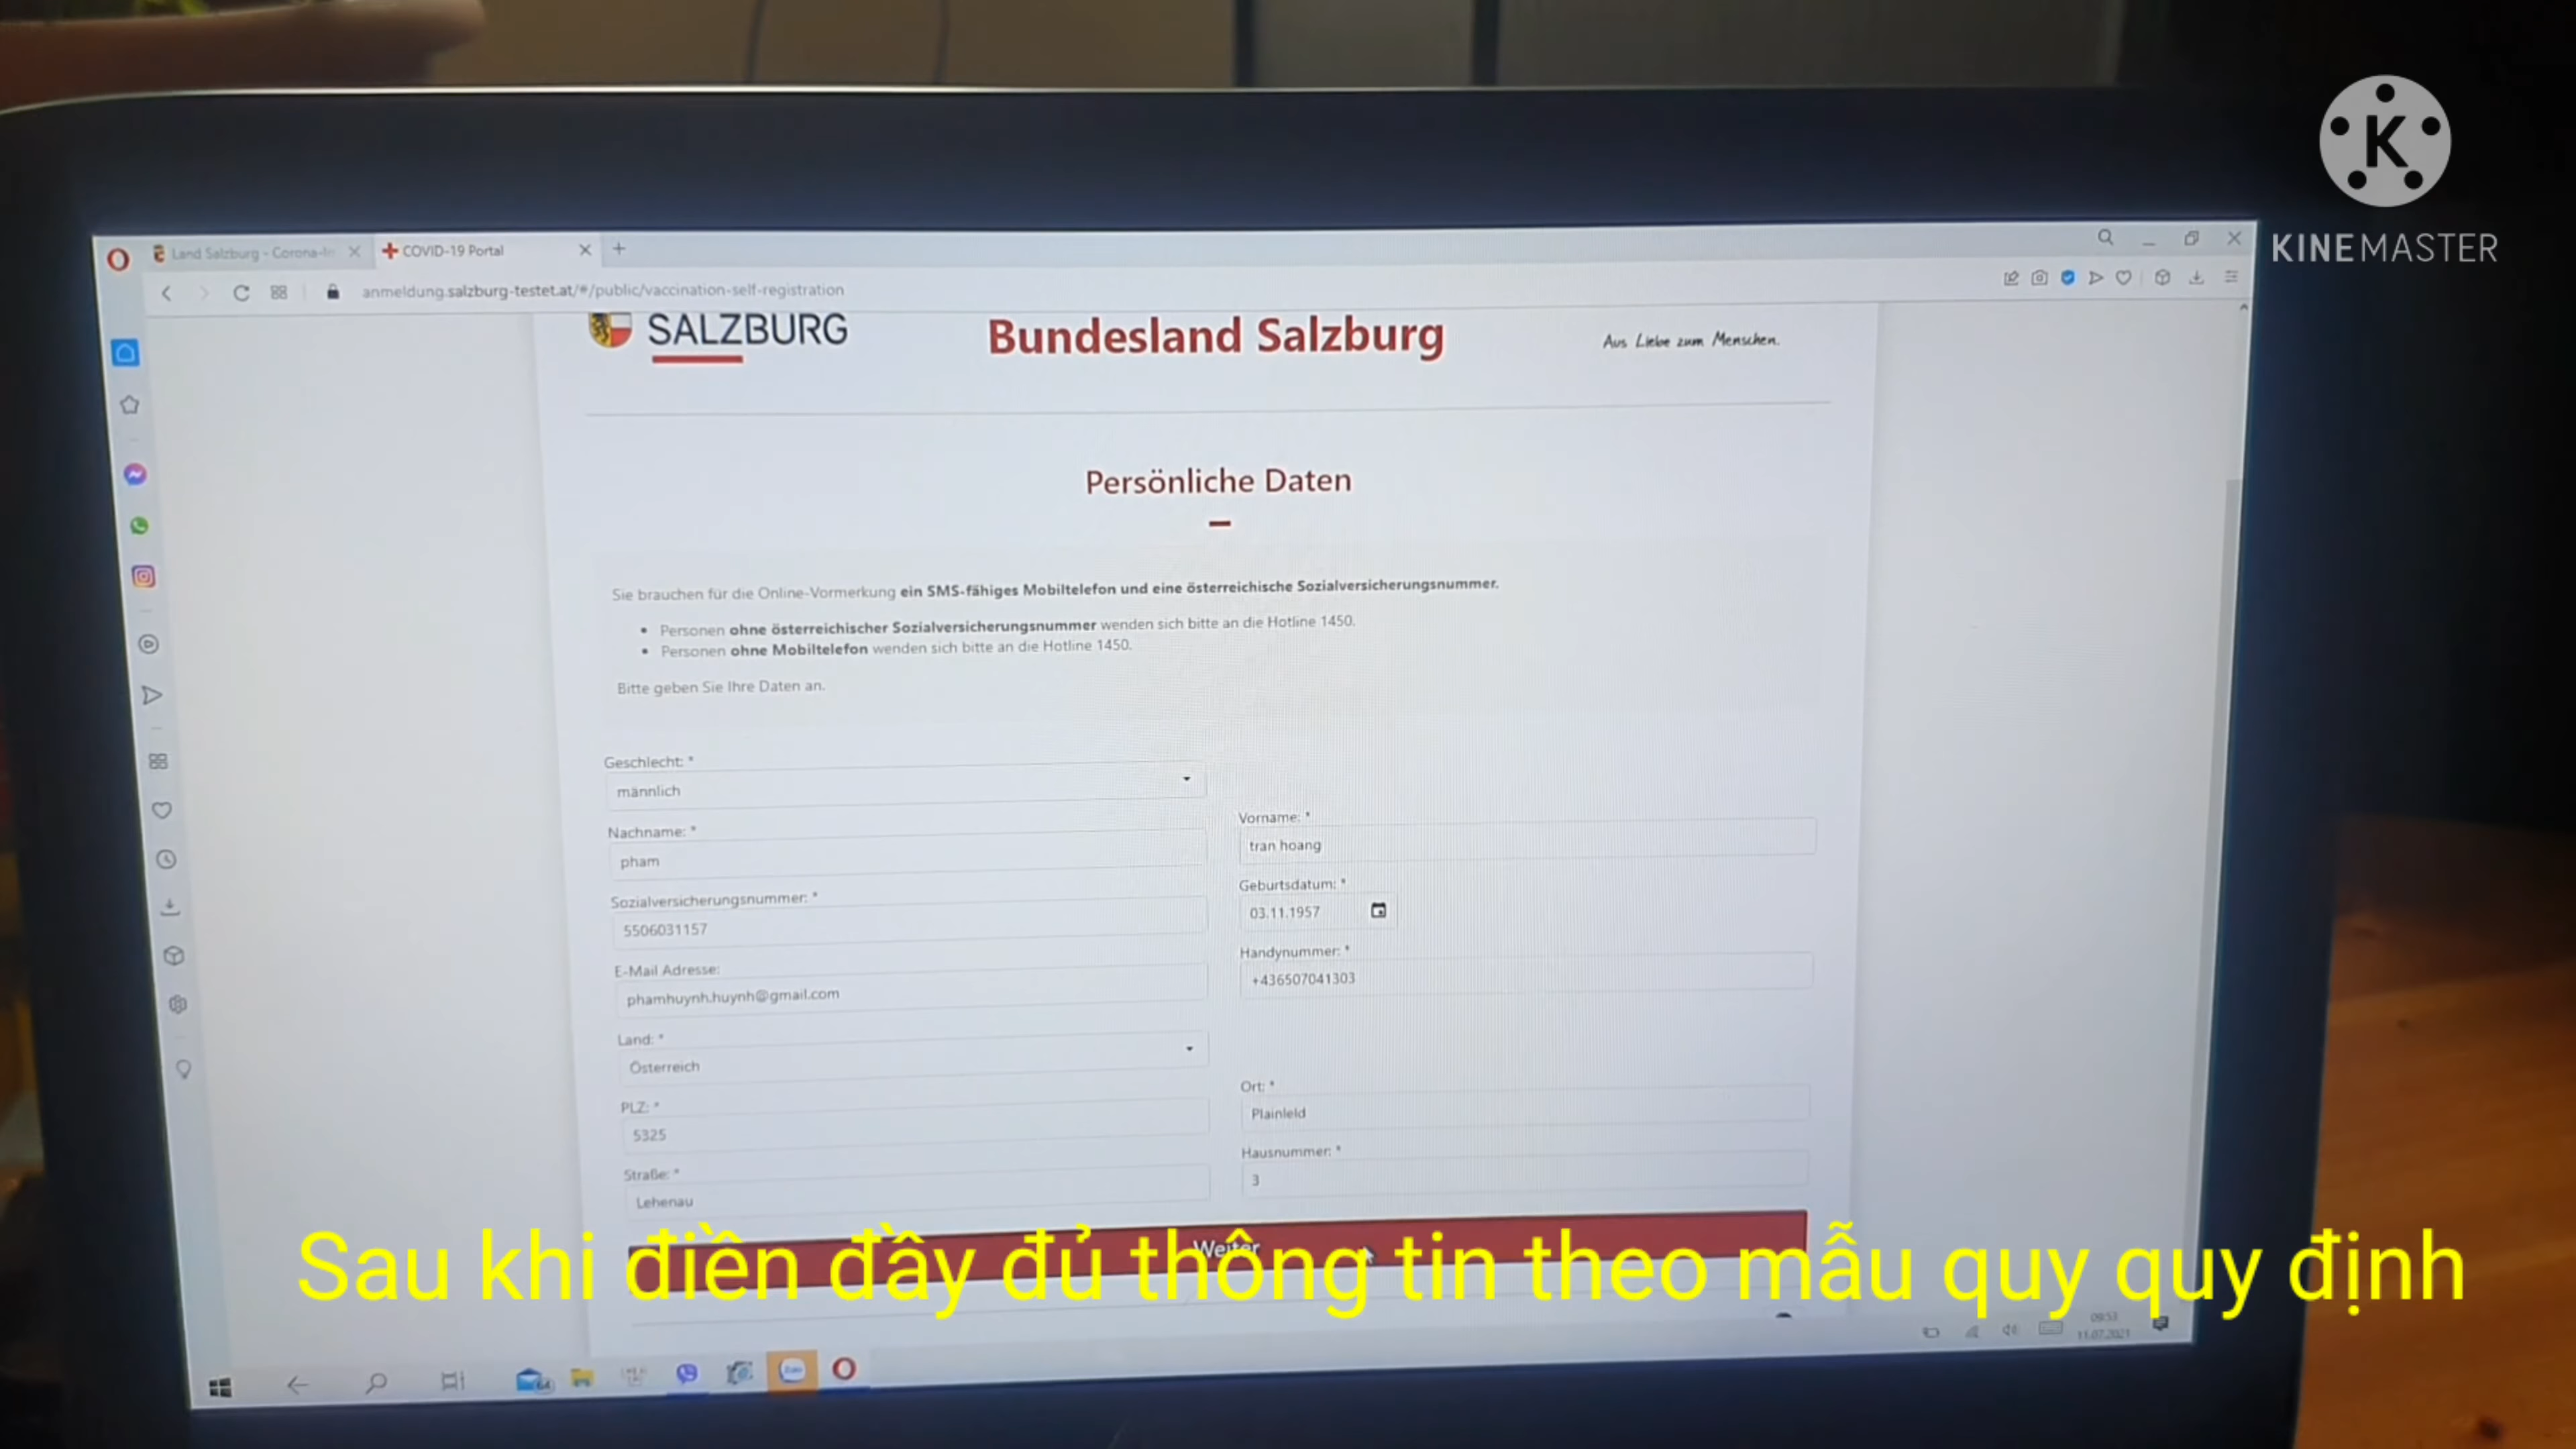 Land Salzburg - Corona-In
COVID-19 Portal
anmeldung.salzburg-testet.at/#/public/vaccination-self-registration
KINEMASTER
SALZBURG
Bundesland Salzburg
Aus Liebe zum Menschen.
Persönliche Daten
Sie brauchen für die Online-Vormerkung ein SMS-fähiges Mobiltelefon und eine österreichische Sozialversicherungsnummer.
• Personen ohne österreichischer Sozialversicherungsnummer wenden sich bitte an die Hotline 1450.
• Personen ohne Mobiltelefon wenden sich bitte an die Hotline 1450.
Bitte geben Sie Ihre Daten an.
Geschlecht: *
männlich
Nachname: *
pham
Vorname: *
tran hoang
Sozialversicherungsnummer: *
5506031157
Geburtsdatum: *
03.11.1957
E-Mail Adresse:
phamhuynh.huynh@gmail.com
Handynummer: *
+436507041303
Land: *
Österreich
PLZ: *
5325
Ort: *
Plainfeld
Straße: *
Lehenau
Hausnummer: *
3
Weiter
Sau khi điền đầy đủ thông tin theo mẫu quy quy định
09:53
11.07.2021